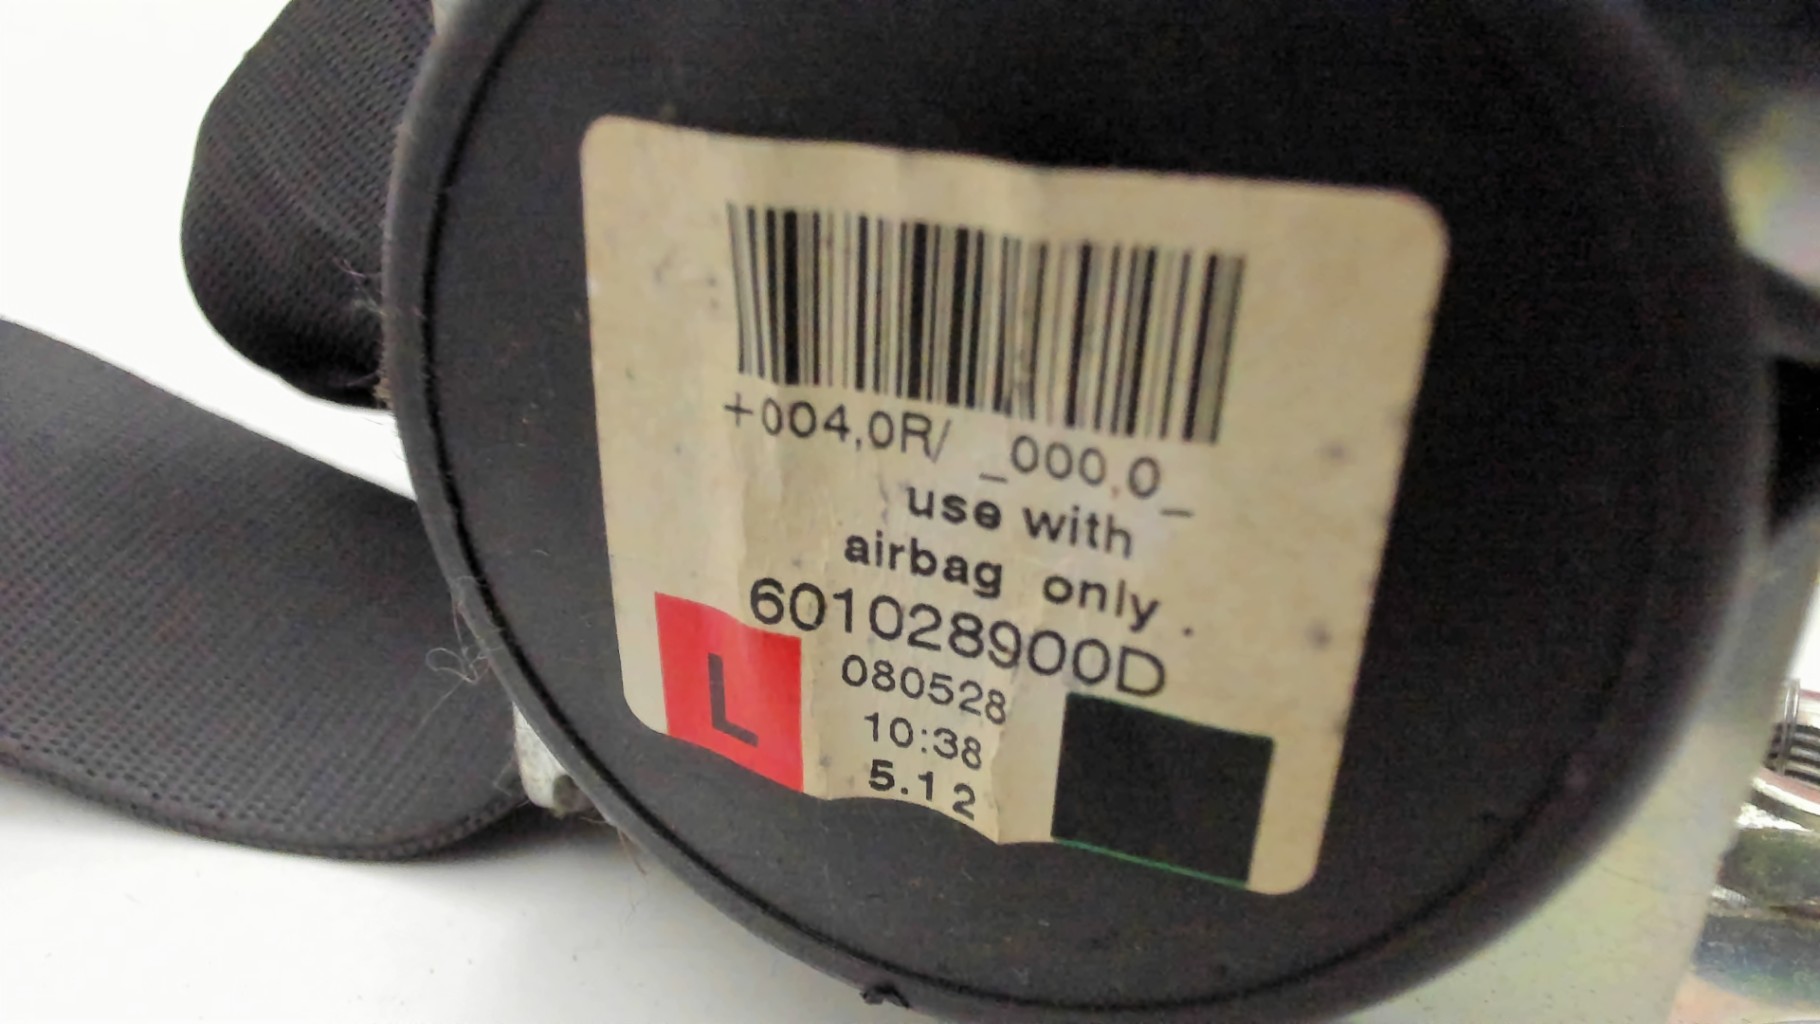 +004,0R/ _000,0_
use with
airbag only.
601028900D
L
080528
10:38
5.12